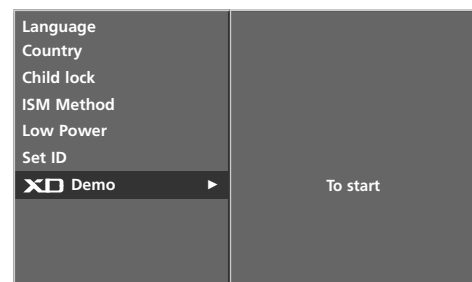 Language
Country
Child lock
ISM Method
Low Power
Set ID
XD Demo ► To start